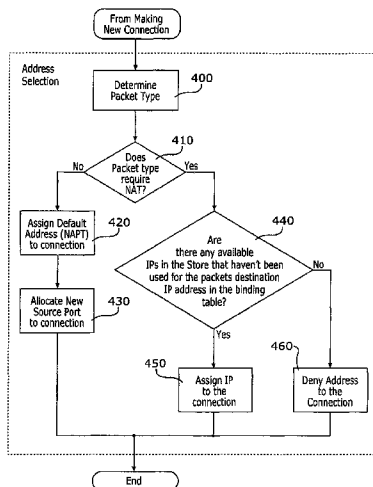 From Making
New Connection
Address
Selection
Determine
Packet Type
400
Does
Packet type
require
NAT?
410
No
Yes
Assign Default
Address (NAPT)
to connection
420
Are
there any available
IPs in the Store that haven't been
used for the packets destination
IP address in the binding
table?
440
No
Allocate New
Source Port
to connection
430
Yes
450
Assign IP
to the
connection
460
Deny Address
to the
Connection
End